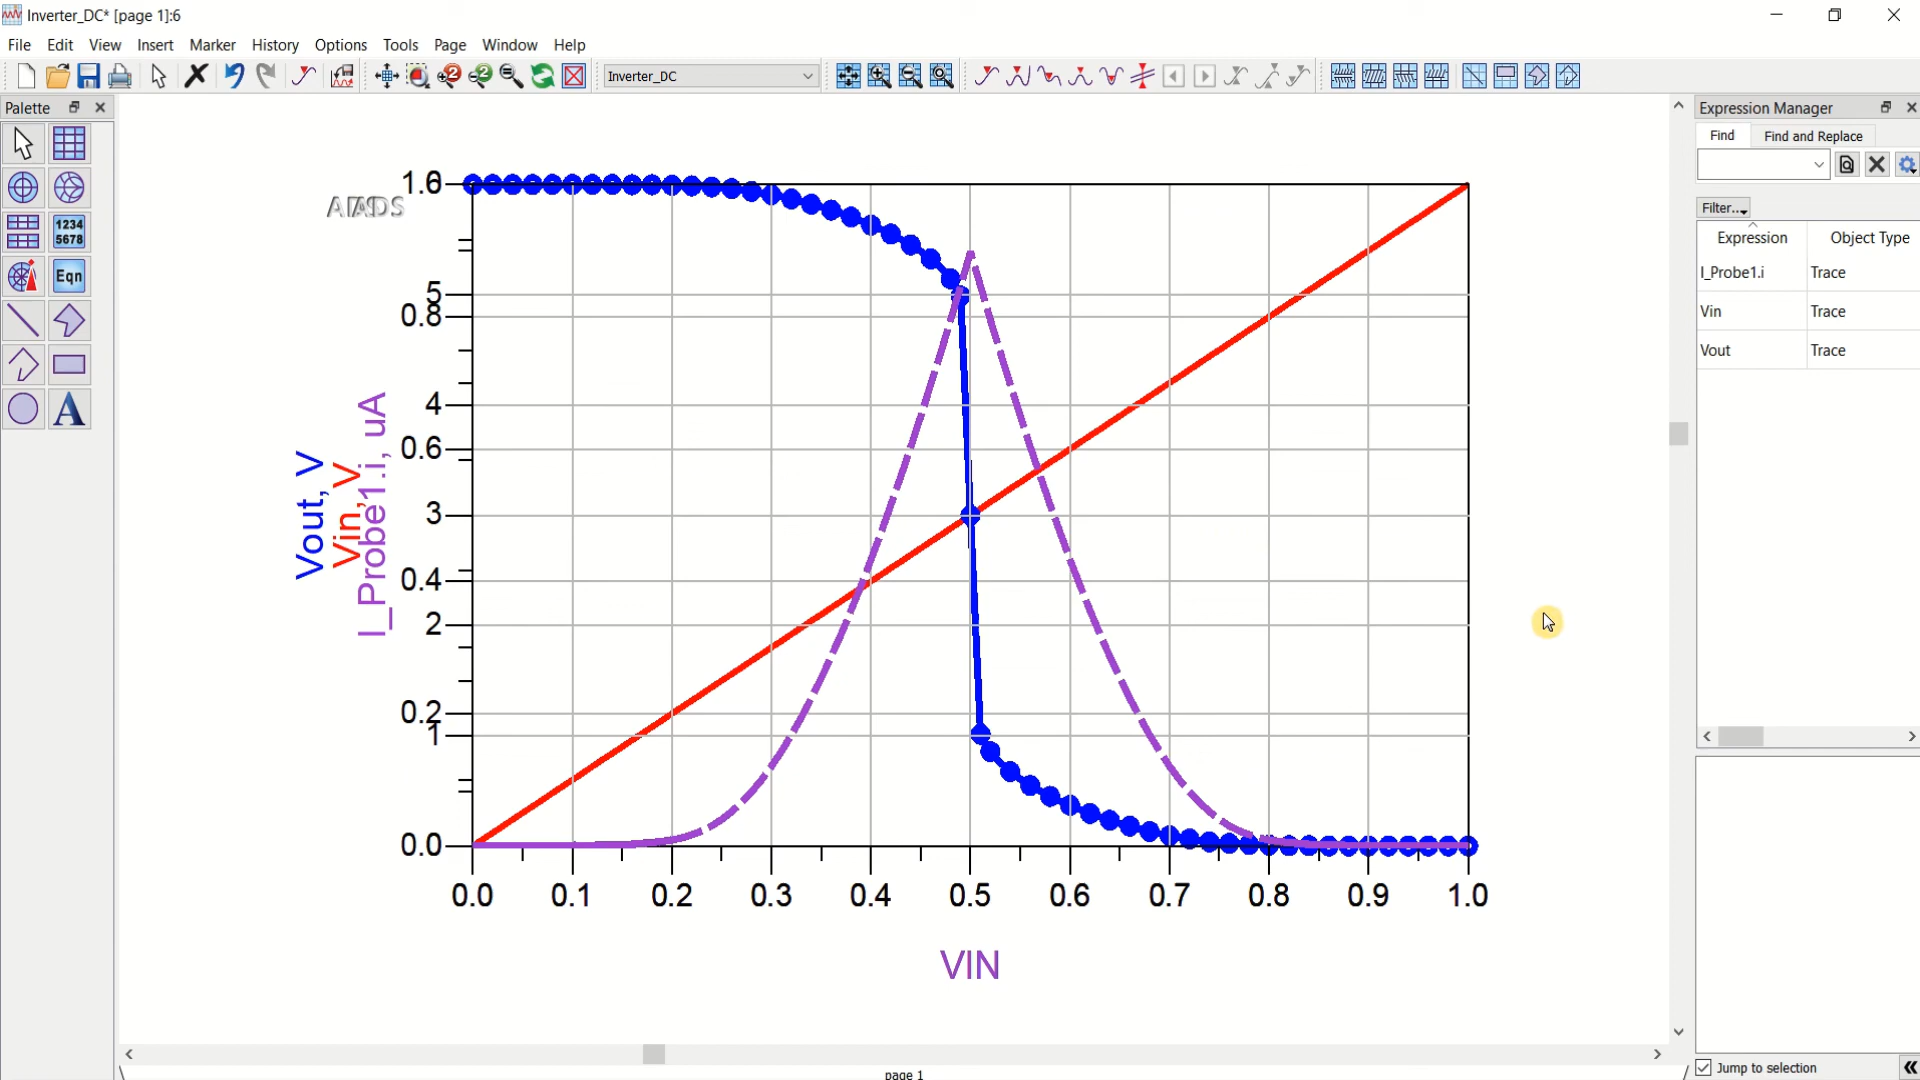 Inverter_DC* [page 1]:6
File Edit View Insert Marker History Options Tools Page Window Help
Inverter_DC
Palette
1234
5678
Eqn
A
ADS
1.0
5
0.8
4
0.6
3
0.4
2
0.2
1
0.0
Vout, V
Vin, V
I_Probe1.i, uA
0.0 0.1 0.2 0.3 0.4 0.5 0.6 0.7 0.8 0.9 1.0
VIN
page 1
Expression Manager
Find Find and Replace
Filter...
Expression Object Type
I_Probe1.i Trace
Vin Trace
Vout Trace
Jump to selection